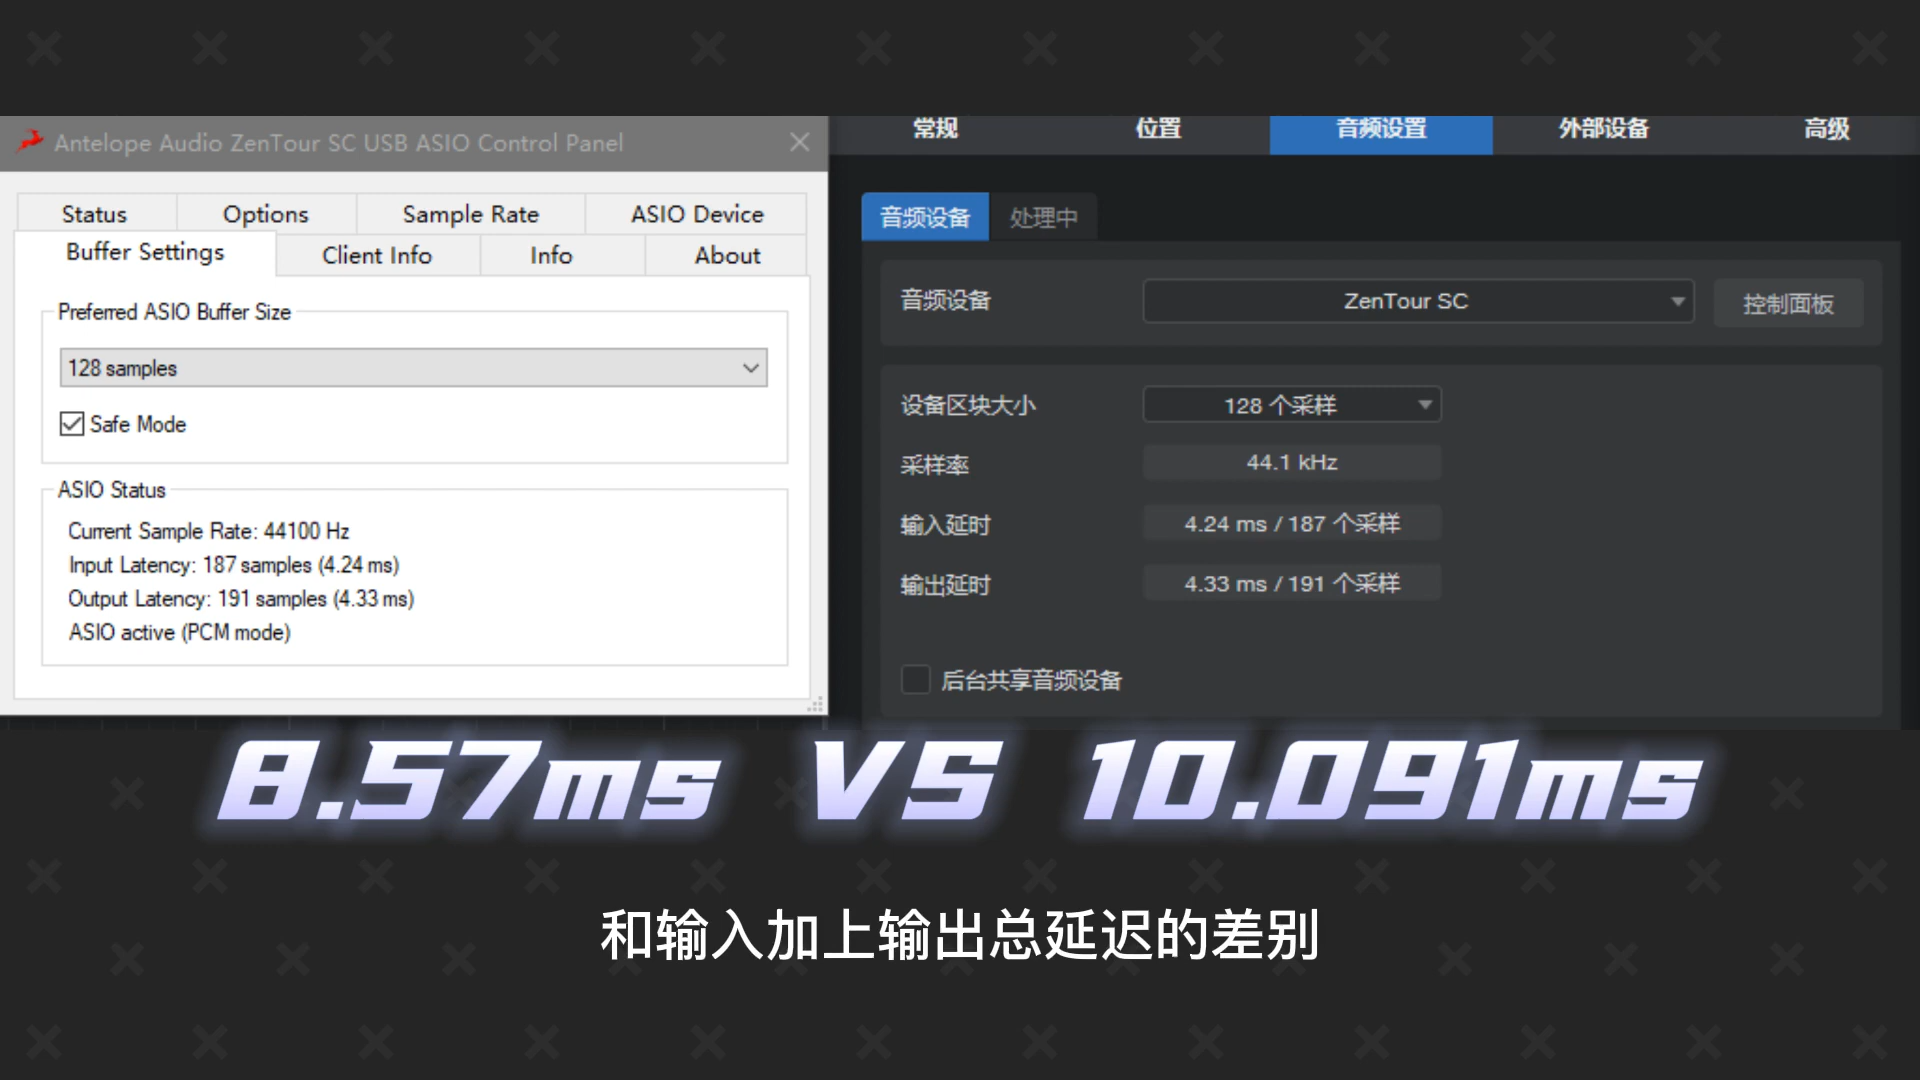 Antelope Audio ZenTour SC USB ASIO Control Panel
Status
Options
Sample Rate
ASIO Device
Buffer Settings
Client Info
Info
About
Preferred ASIO Buffer Size
128 samples
Safe Mode
ASIO Status
Current Sample Rate: 44100 Hz
Input Latency: 187 samples (4.24 ms)
Output Latency: 191 samples (4.33 ms)
ASIO active (PCM mode)
常规
位置
音频设置
外部设备
高级
音频设备
处理中
音频设备
ZenTour SC
控制面板
设备区块大小
128 个采样
采样率
44.1 kHz
输入延时
4.24 ms / 187 个采样
输出延时
4.33 ms / 191 个采样
后台共享音频设备
8.57ms VS 10.091ms
和输入加上输出总延迟的差别